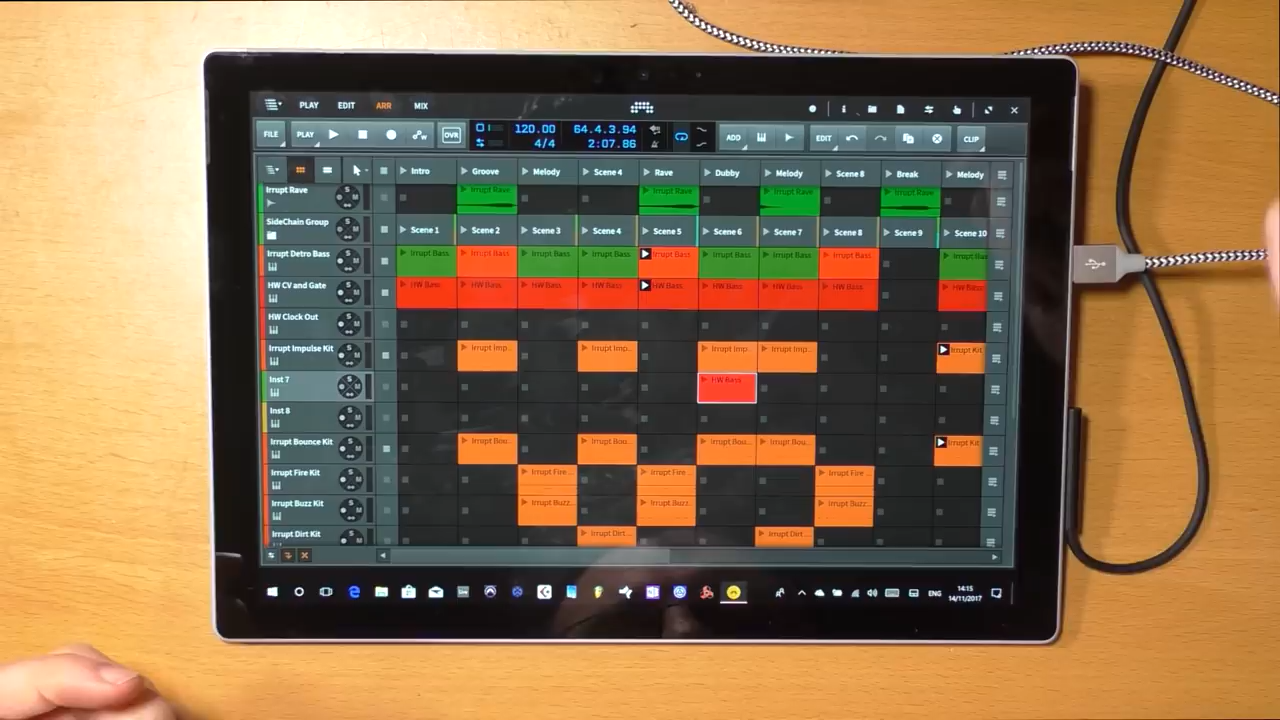 PLAY EDIT ARR MIX
FILE PLAY OVR 120.00 64.4.3.94 ADD EDIT CLIP
4/4 2:07.86
Intro Groove Melody Scene 4 Rave Dubby Melody Scene 8 Break Melody
Irrupt Rave S M Irrupt Rave Irrupt Rave Irrupt Rave Irrupt Rave
SideChain Group S M Scene 1 Scene 2 Scene 3 Scene 4 Scene 5 Scene 6 Scene 7 Scene 8 Scene 9 Scene 10
Irrupt Detro Bass S M Irrupt Bass Irrupt Bass Irrupt Bass Irrupt Bass Irrupt Bass Irrupt Bass Irrupt Bass Irrupt Bass Irrupt Bass
HW CV and Gate S M HW Bass HW Bass HW Bass HW Bass HW Bass HW Bass HW Bass HW Bass HW Bass
HW Clock Out S M
Irrupt Impulse Kit S M Irrupt Imp... Irrupt Imp... Irrupt Imp... Irrupt Imp... Irrupt Kit
Inst 7 S M HW Bass
Inst 8 S M
Irrupt Bounce Kit S M Irrupt Bou... Irrupt Bou... Irrupt Bou... Irrupt Bou... Irrupt Kit
Irrupt Fire Kit S M Irrupt Fire ... Irrupt Fire ... Irrupt Fire ...
Irrupt Buzz Kit S M Irrupt Buzz... Irrupt Buzz... Irrupt Buzz...
Irrupt Dirt Kit S Irrupt Dirt ... Irrupt Dirt ...
ENG 14:15
14/11/2017